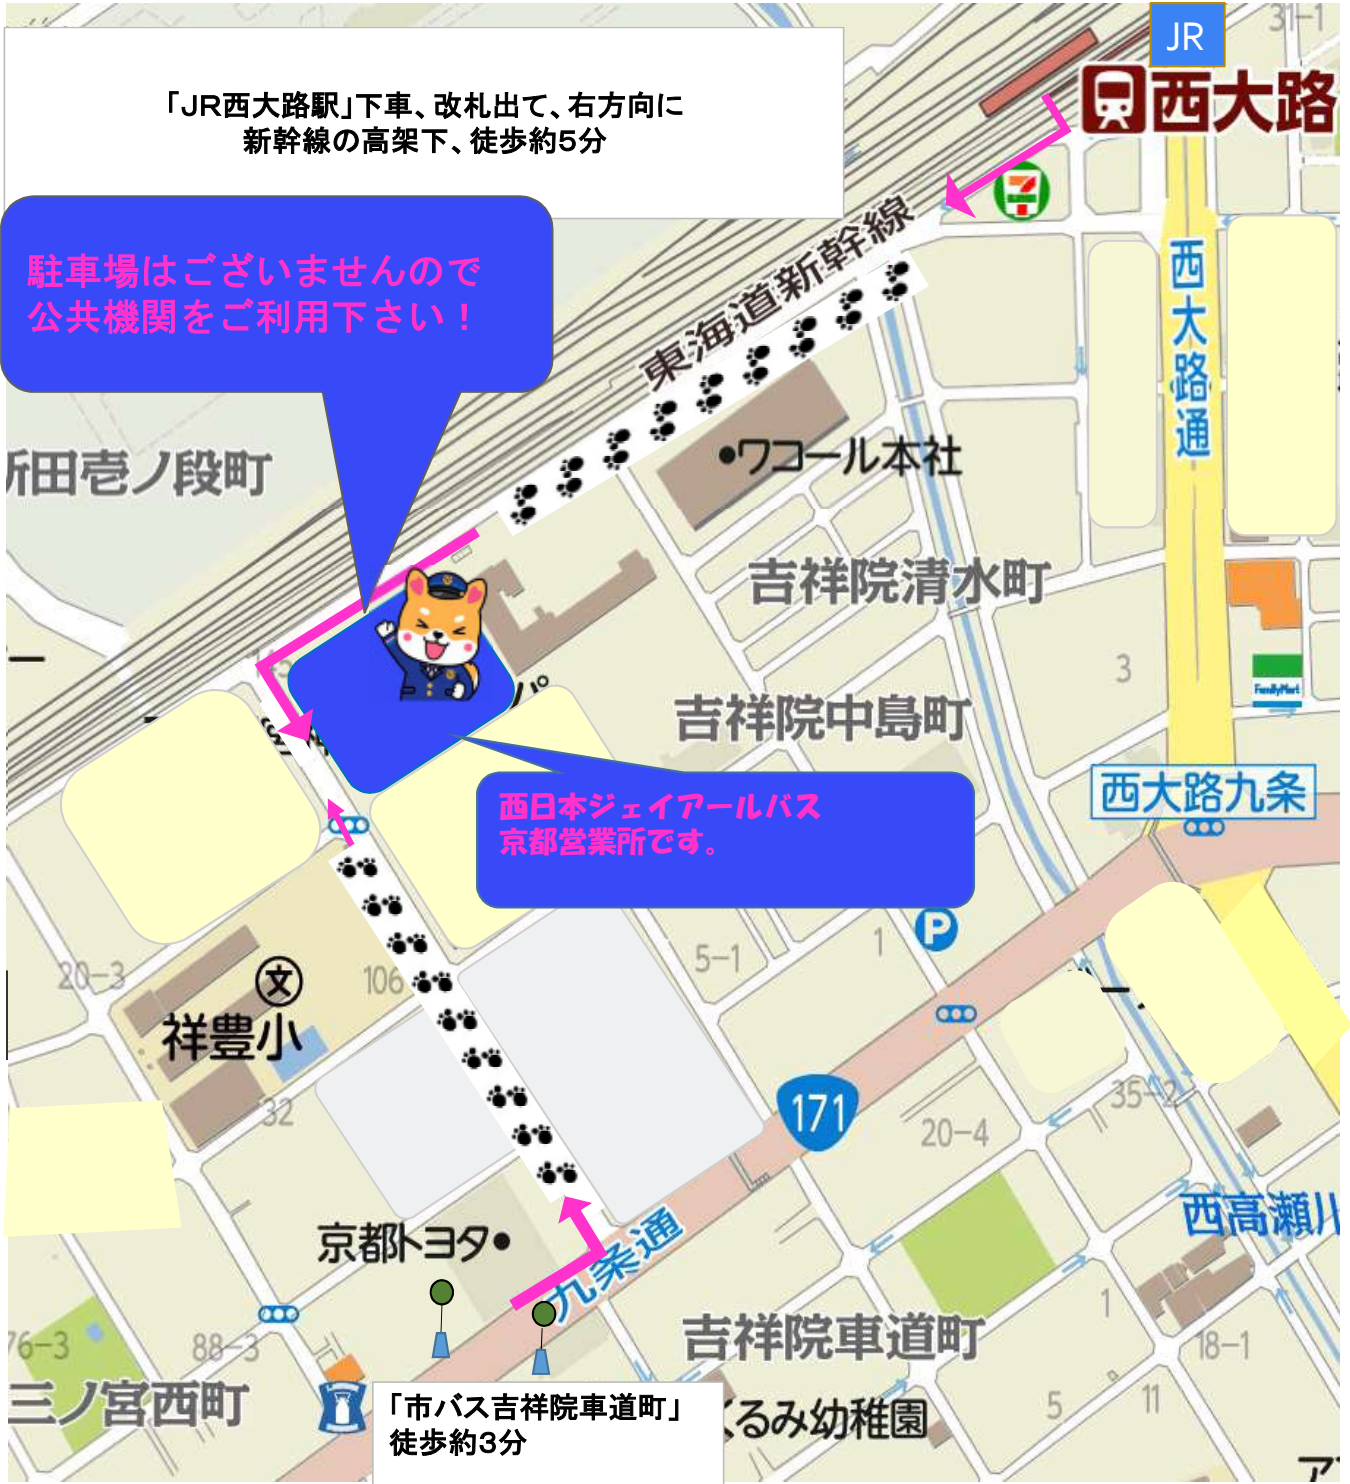 31-1
JR
西大路
「JR西大路駅」下車、改札出て、右方向に
新幹線の高架下、徒歩約5分
駐車場はございませんので
公共機関をご利用下さい！
東海道新幹線
西大路通
ワコール本社
新田壱ノ段町
吉祥院清水町
3
FamilyMart
吉祥院中島町
西大路九条
西日本ジェイアールバス
京都営業所です。
P
1
5-1
20-3
文
106
祥豊小
32
171
20-4
35-2
西高瀬川
京都トヨタ
九条通
吉祥院車道町
1
18-1
76-3
88-3
三ノ宮西町
「市バス吉祥院車道町」
徒歩約3分
くるみ幼稚園
5
11